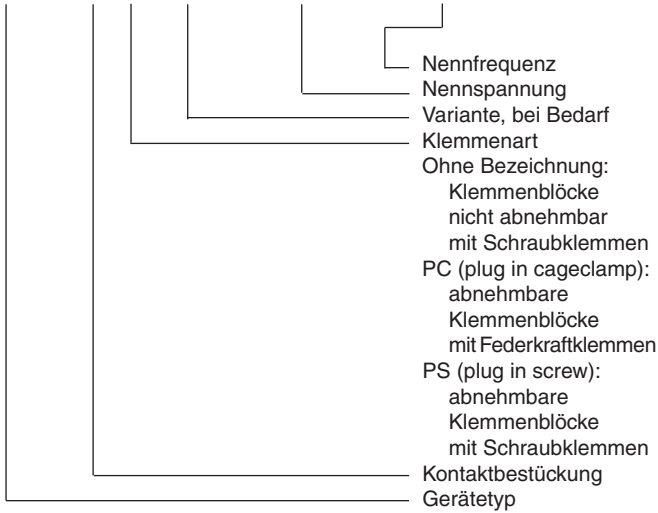 Nennfrequenz
Nennspannung
Variante, bei Bedarf
Klemmenart
Ohne Bezeichnung:
Klemmenblöcke
nicht abnehmbar
mit Schraubklemmen
PC (plug in cageclamp):
abnehmbare
Klemmenblöcke
mit Federkraftklemmen
PS (plug in screw):
abnehmbare
Klemmenblöcke
mit Schraubklemmen
Kontaktbestückung
Gerätetyp